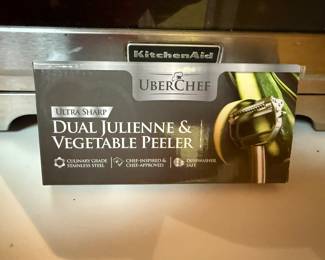 KitchenAid
UBERCHEF
ULTRA SHARP
DUAL JULIENNE &
VEGETABLE PEELER
CULINARY GRADE
STAINLESS STEEL
CHEF-INSPIRED &
CHEF-APPROVED
DISHWASHER
SAFE